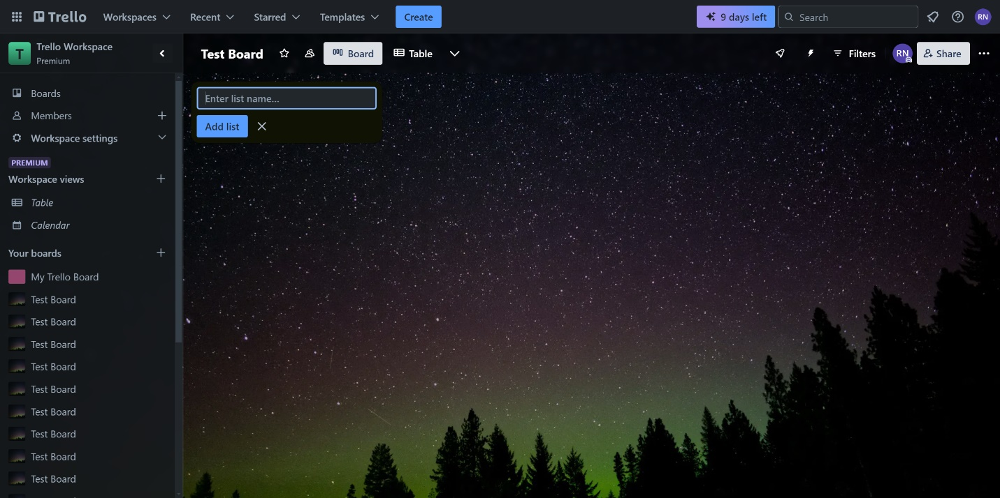 Trello Workspaces Recent Starred Templates Create 9 days left Search RN
T Trello Workspace
Premium
Test Board Board Table Filters RN Share
Boards
Members
Workspace settings
PREMIUM
Workspace views
Table
Calendar
Your boards
My Trello Board
Test Board
Test Board
Test Board
Test Board
Test Board
Test Board
Test Board
Test Board
Test Board
Enter list name...
Add list